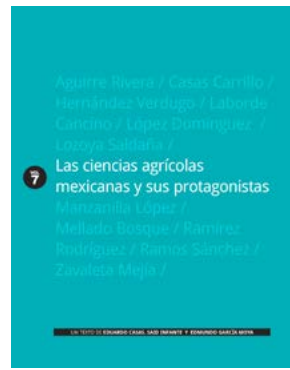 Aguirre Rivera / Casas Carrillo /
Hernández Verdugo / Laborde
Cancino / López Domínguez /
Lozoya Saldaña /
VOL 7
Las ciencias agrícolas
mexicanas y sus protagonistas
Manzanilla López /
Mellado Bosque / Ramírez
Rodríguez / Ramos Sánchez /
Zavaleta Mejía /
UN TEXTO DE EDUARDO CASAS, SAID INFANTE Y EDMUNDO GARCÍA MOYA